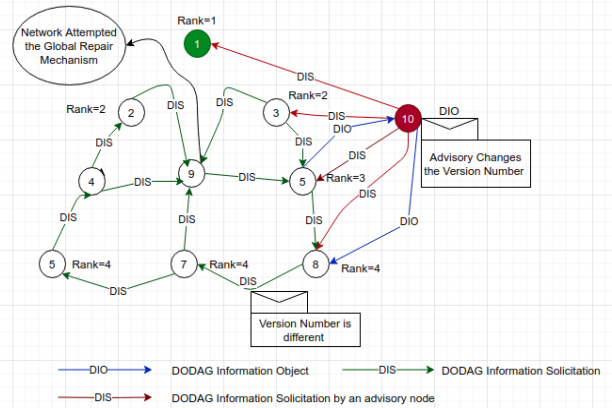 Rank=1
Network Attempted
the Global Repair
Mechanism
1
DIS
Rank=2
2
DIS
DIS
3
Rank=2
DIS
DIO
10
DIO
DIS
DIS
DIS
Advisory Changes
the Version Number
4
DIS
9
DIS
5
Rank=3
DIS
DIS
DIS
DIS
DIO
5
Rank=4
7
Rank=4
8
Rank=4
DIS
DIS
Version Number is
different
DIO
DODAG Information Object
DIS
DODAG Information Solicitation
DIS
DODAG Information Solicitation by an advisory node